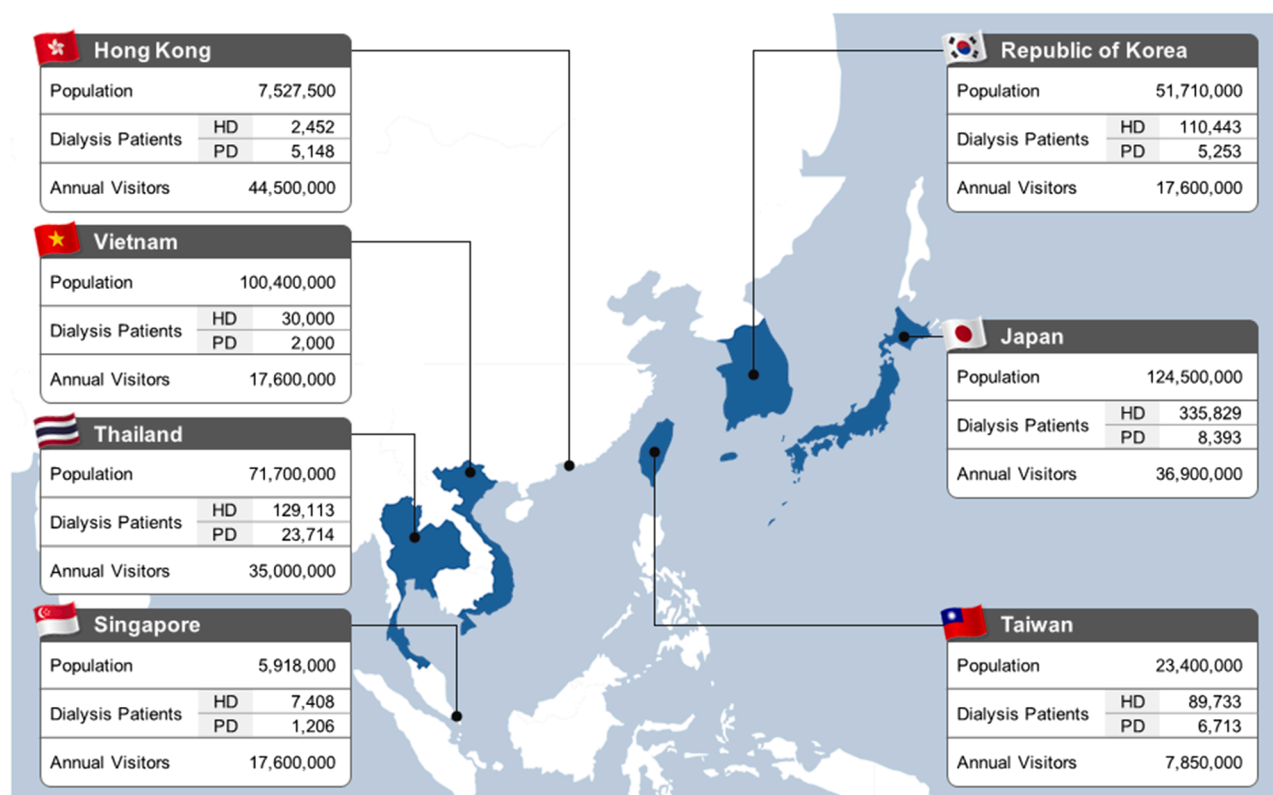 Hong Kong
Population 7,527,500
Dialysis Patients HD 2,452
PD 5,148
Annual Visitors 44,500,000
Vietnam
Population 100,400,000
Dialysis Patients HD 30,000
PD 2,000
Annual Visitors 17,600,000
Thailand
Population 71,700,000
Dialysis Patients HD 129,113
PD 23,714
Annual Visitors 35,000,000
Singapore
Population 5,918,000
Dialysis Patients HD 7,408
PD 1,206
Annual Visitors 17,600,000
Republic of Korea
Population 51,710,000
Dialysis Patients HD 110,443
PD 5,253
Annual Visitors 17,600,000
Japan
Population 124,500,000
Dialysis Patients HD 335,829
PD 8,393
Annual Visitors 36,900,000
Taiwan
Population 23,400,000
Dialysis Patients HD 89,733
PD 6,713
Annual Visitors 7,850,000